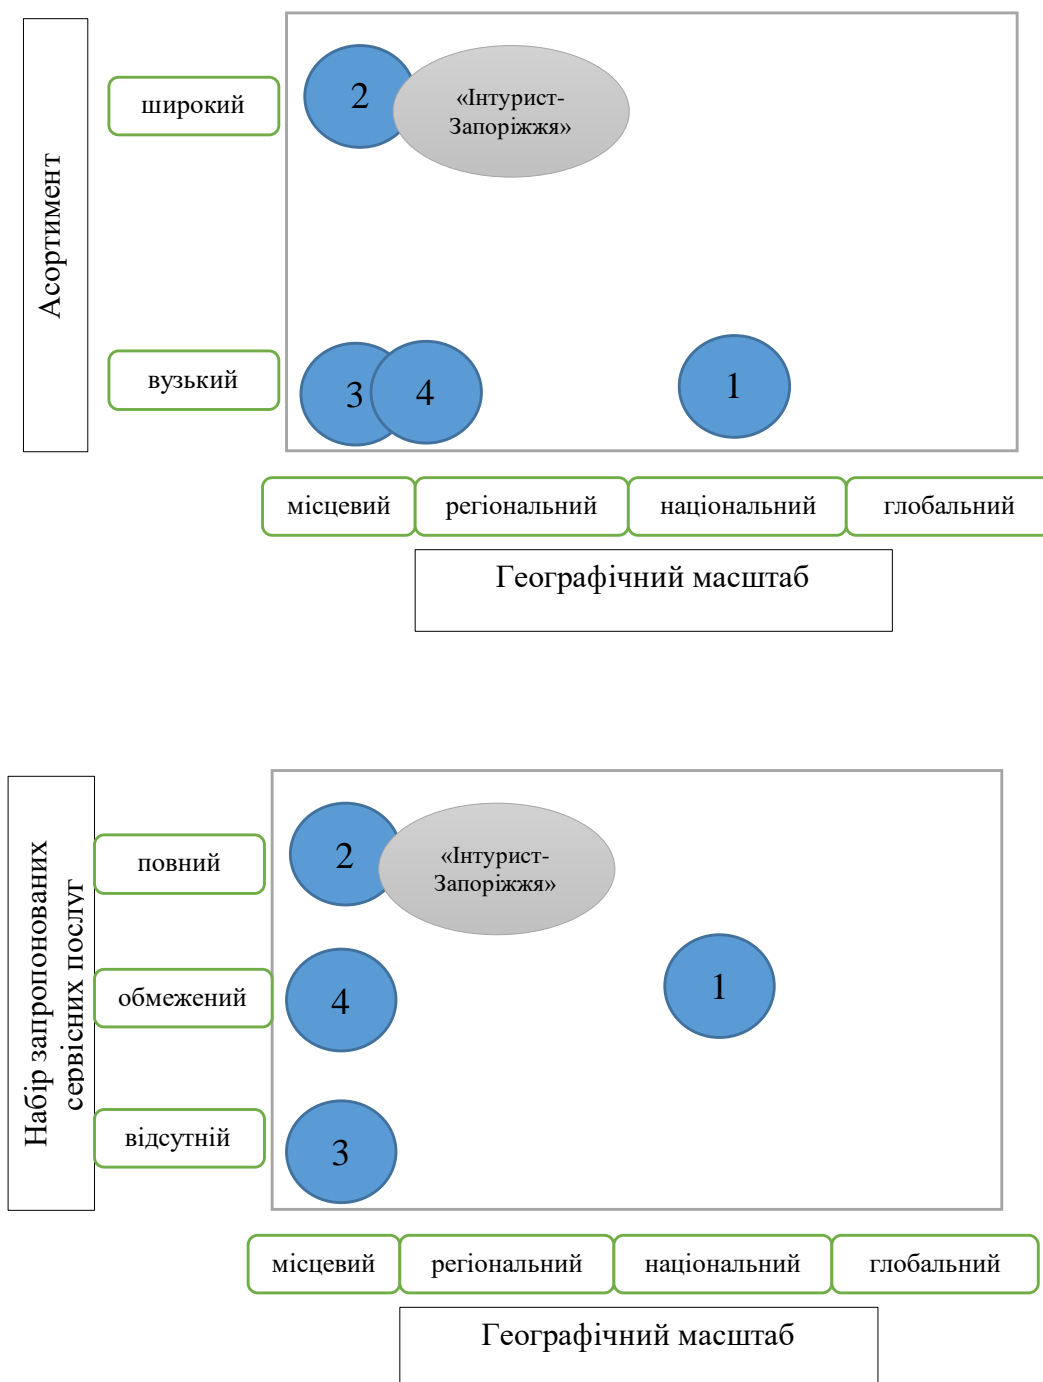 Асортимент
широкий
2
«Інтурист-
Запоріжжя»
вузький
3
4
1
місцевий
регіональний
національний
глобальний
Географічний масштаб
Набір запропонованих
сервісних послуг
повний
2
«Інтурист-
Запоріжжя»
обмежений
4
1
відсутній
3
місцевий
регіональний
національний
глобальний
Географічний масштаб